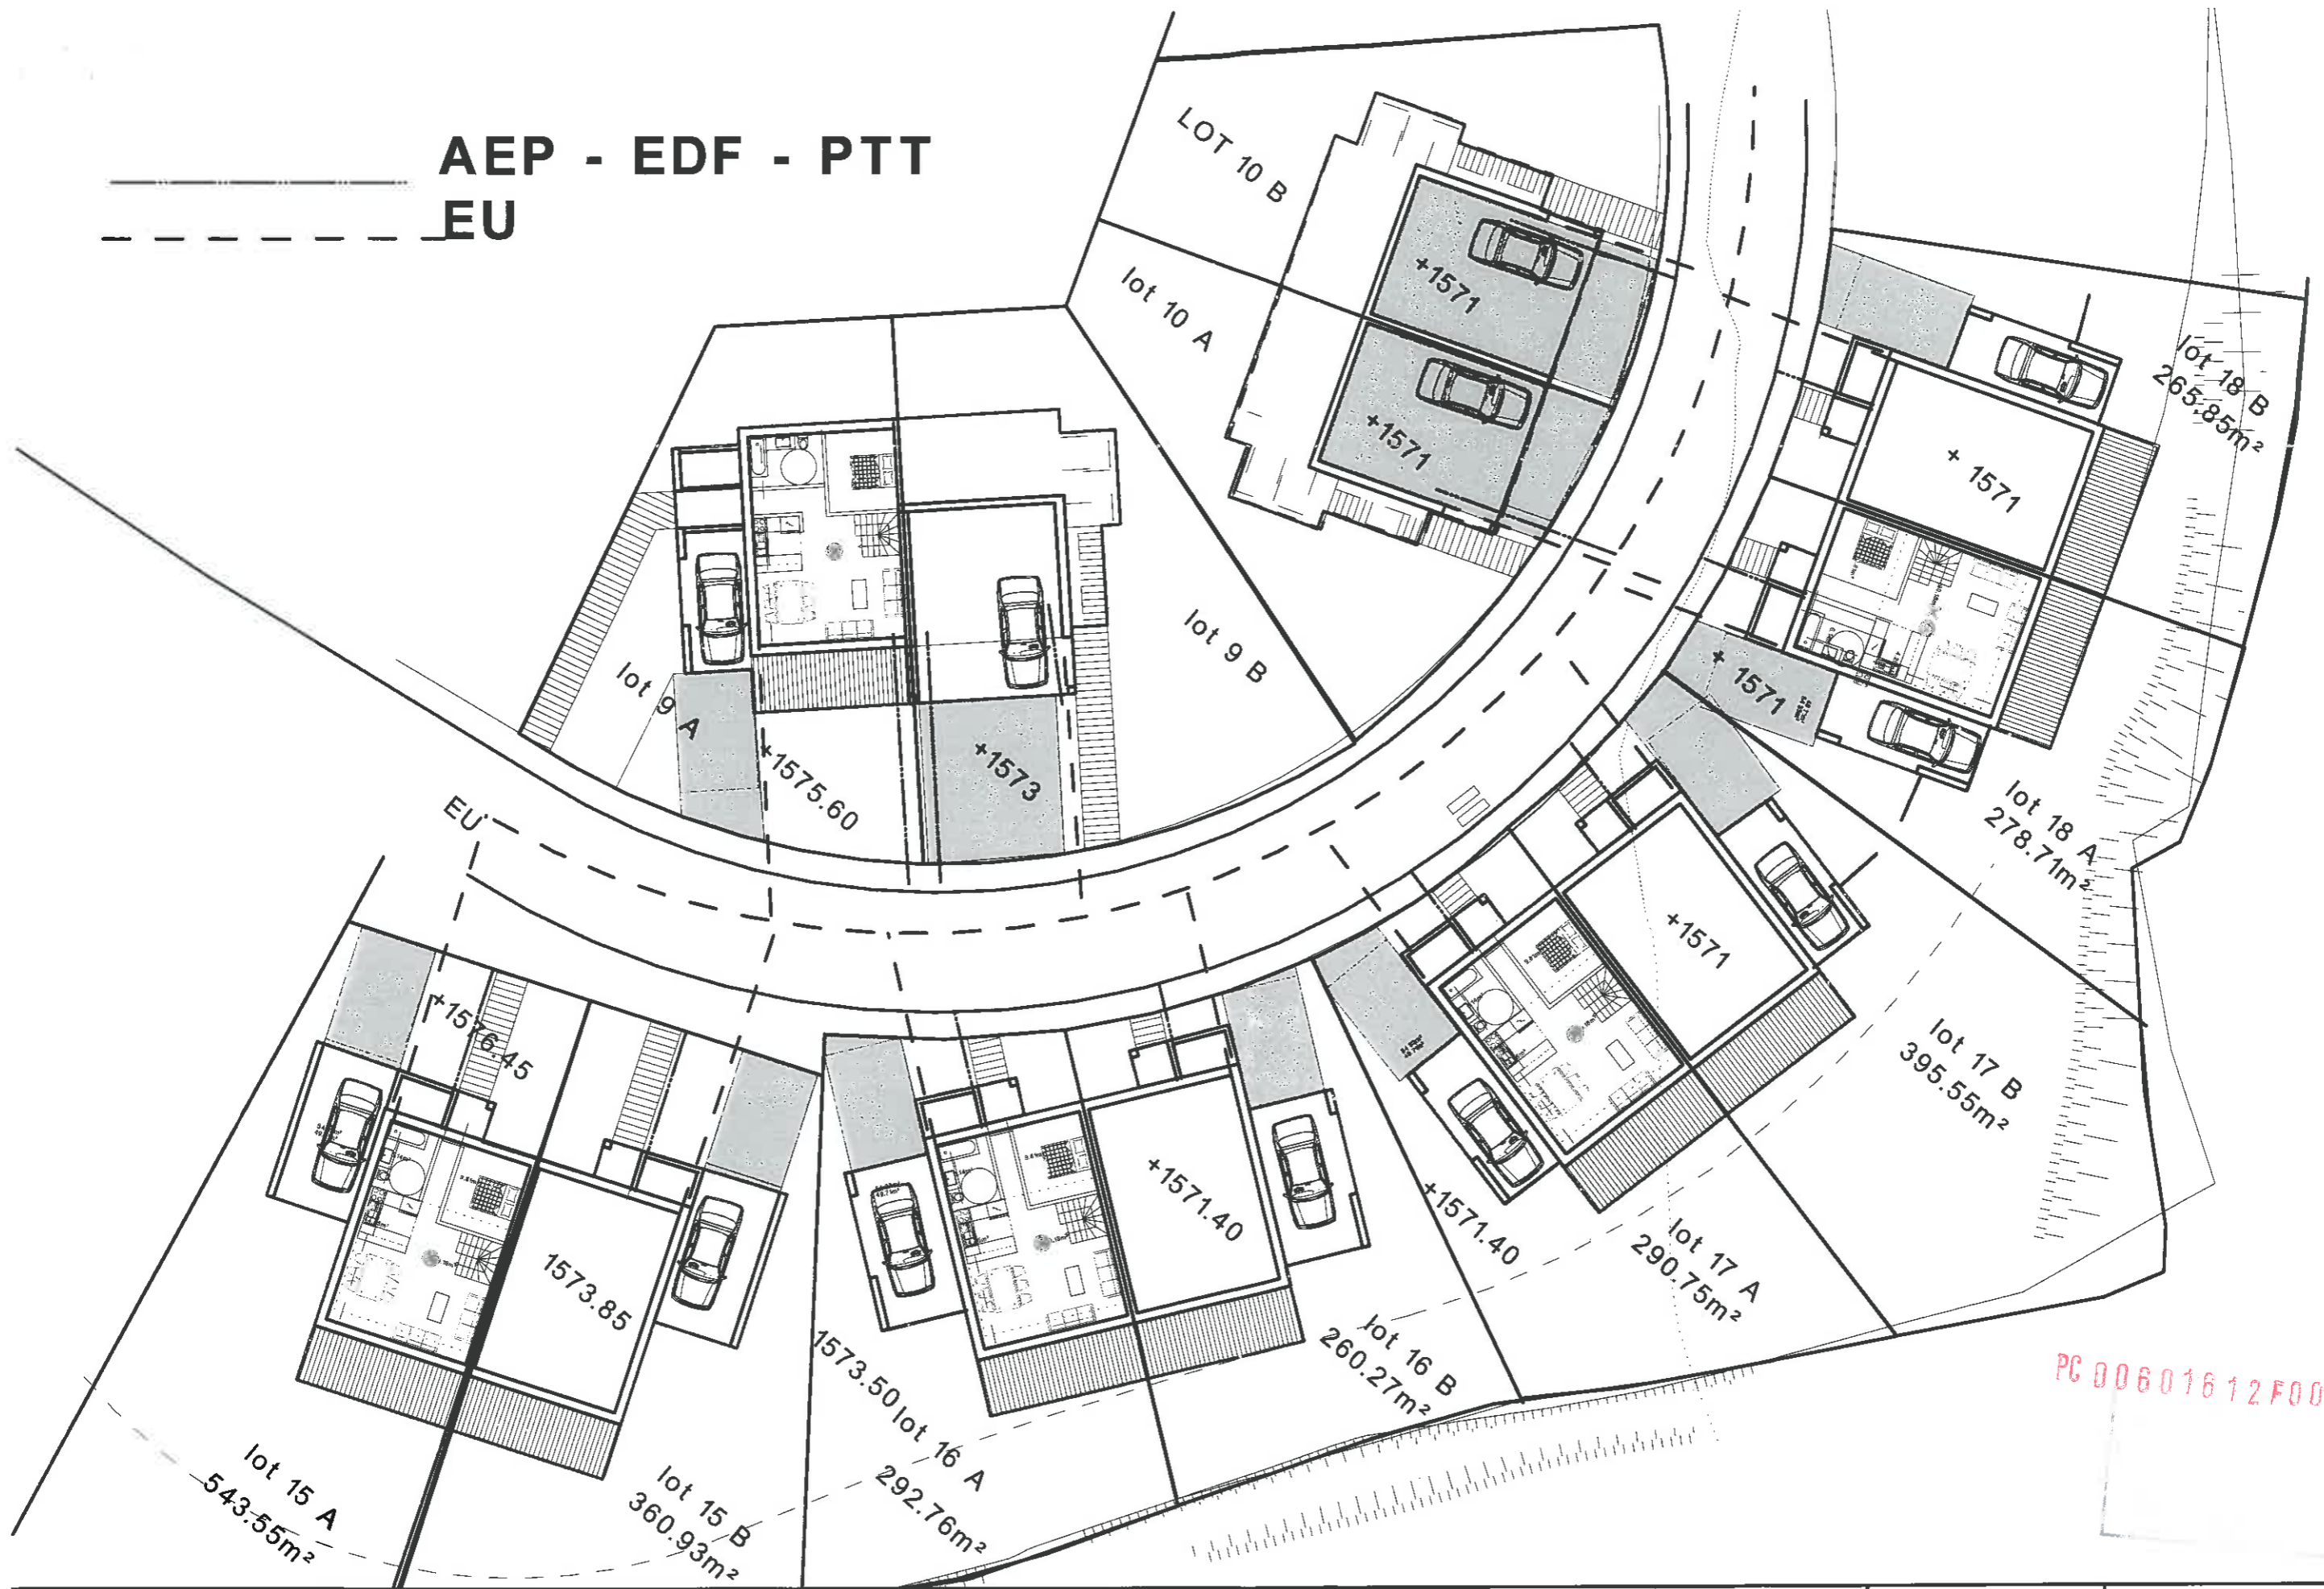 AEP - EDF - PTT
EU
LOT 10 B
lot 10 A
+1571
+1571
lot 18 B
265.85m²
+ 1571
+ 1571
lot 18 A
278.71m²
lot 9 A
+1575.60
+1573
lot 9 B
EU
+1576.45
1573.85
lot 15 A
543.55m²
lot 15 B
360.93m²
+1571.40
1573.50
lot 16 A
292.76m²
lot 16 B
260.27m²
+1571.40
+1571
lot 17 A
290.75m²
lot 17 B
395.55m²
PC 00601612F00